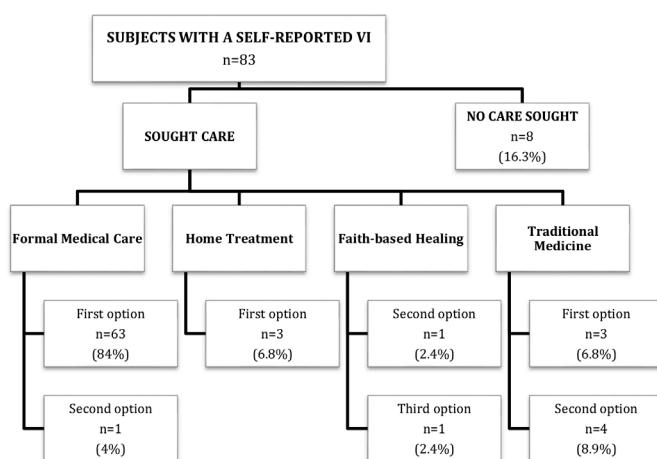 SUBJECTS WITH A SELF-REPORTED VI
n=83
SOUGHT CARE
NO CARE SOUGHT
n=8
(16.3%)
Formal Medical Care
Home Treatment
Faith-based Healing
Traditional
Medicine
First option
n=63
(84%)
First option
n=3
(6.8%)
Second option
n=1
(2.4%)
First option
n=3
(6.8%)
Second option
n=1
(4%)
Third option
n=1
(2.4%)
Second option
n=4
(8.9%)